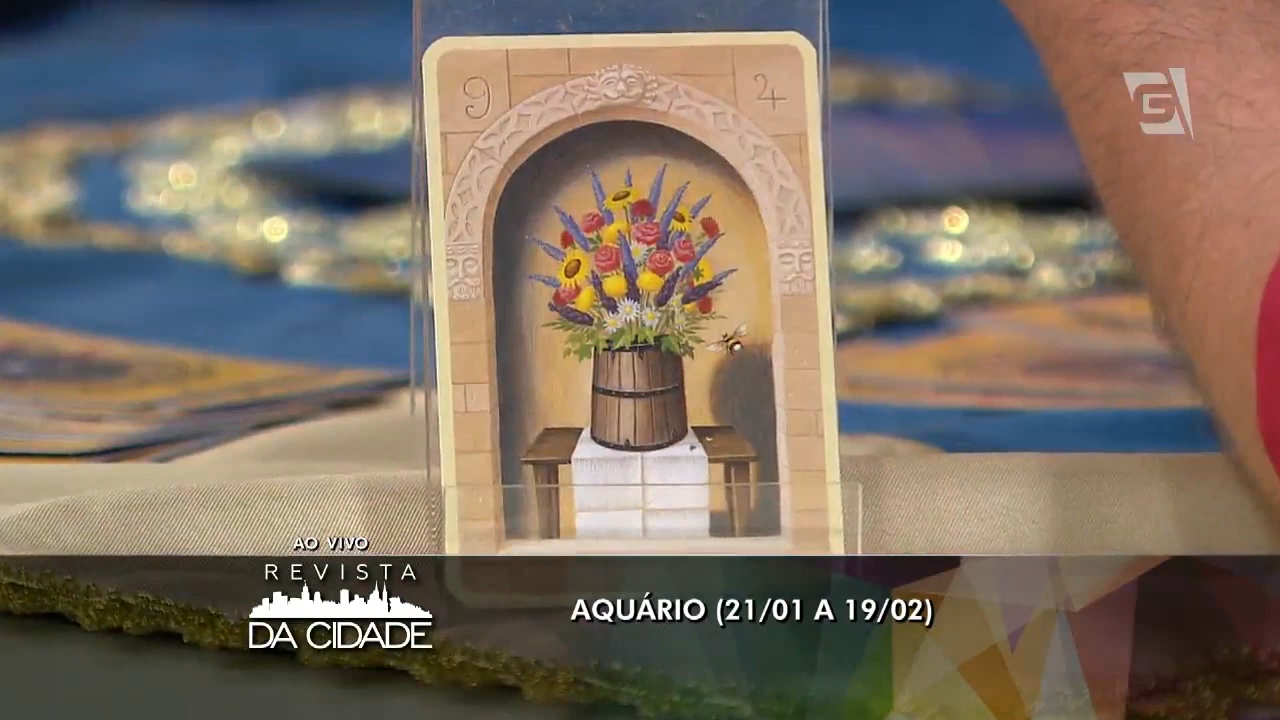 9
AO VIVO
REVISTA
DA CIDADE
AQUÁRIO (21/01 A 19/02)